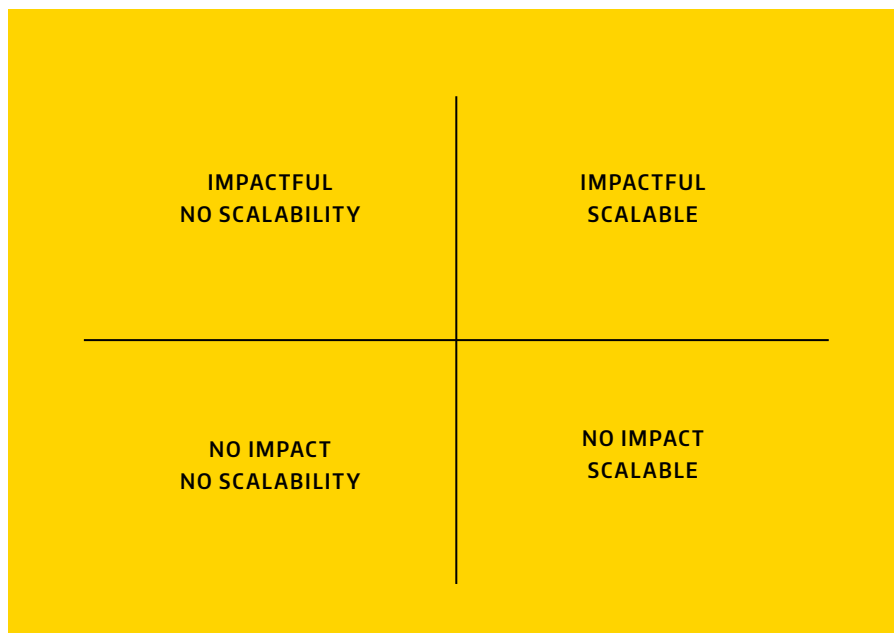 IMPACTFUL
NO SCALABILITY
IMPACTFUL
SCALABLE
NO IMPACT
NO SCALABILITY
NO IMPACT
SCALABLE